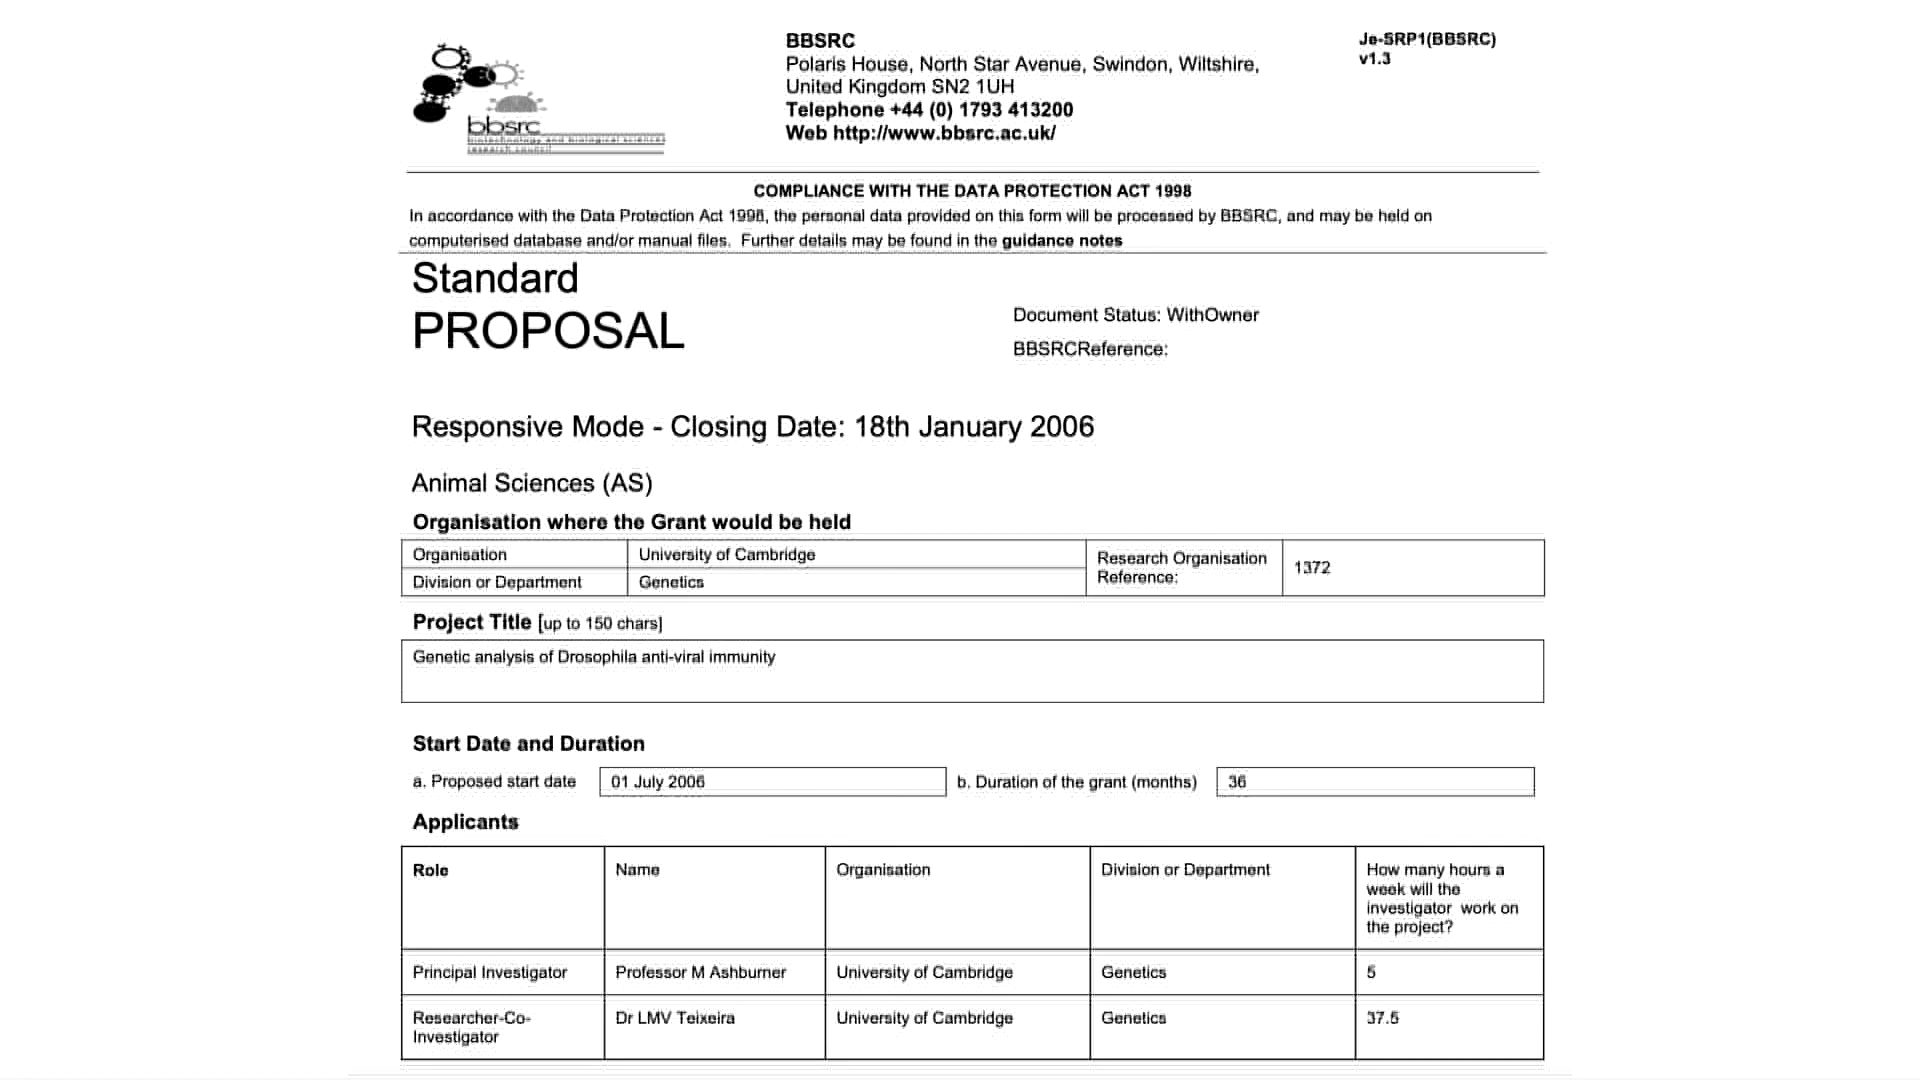 bbsrc
biotechnology and biological sciences
research council
BBSRC
Polaris House, North Star Avenue, Swindon, Wiltshire,
United Kingdom SN2 1UH
Telephone +44 (0) 1793 413200
Web http://www.bbsrc.ac.uk/
Je-SRP1(BBSRC)
v1.3
COMPLIANCE WITH THE DATA PROTECTION ACT 1998
In accordance with the Data Protection Act 1998, the personal data provided on this form will be processed by BBSRC, and may be held on
computerised database and/or manual files. Further details may be found in the guidance notes
Standard
PROPOSAL
Document Status: WithOwner
BBSRCReference:
Responsive Mode - Closing Date: 18th January 2006
Animal Sciences (AS)
Organisation where the Grant would be held
Organisation University of Cambridge
Division or Department Genetics
Research Organisation
Reference:
1372
Project Title [up to 150 chars]
Genetic analysis of Drosophila anti-viral immunity
Start Date and Duration
a. Proposed start date 01 July 2006 b. Duration of the grant (months) 36
Applicants
Role Name Organisation Division or Department How many hours a
week will the
investigator work on
the project?
Principal Investigator Professor M Ashburner University of Cambridge Genetics 5
Researcher-Co- Dr LMV Teixeira University of Cambridge Genetics 37.5
Investigator